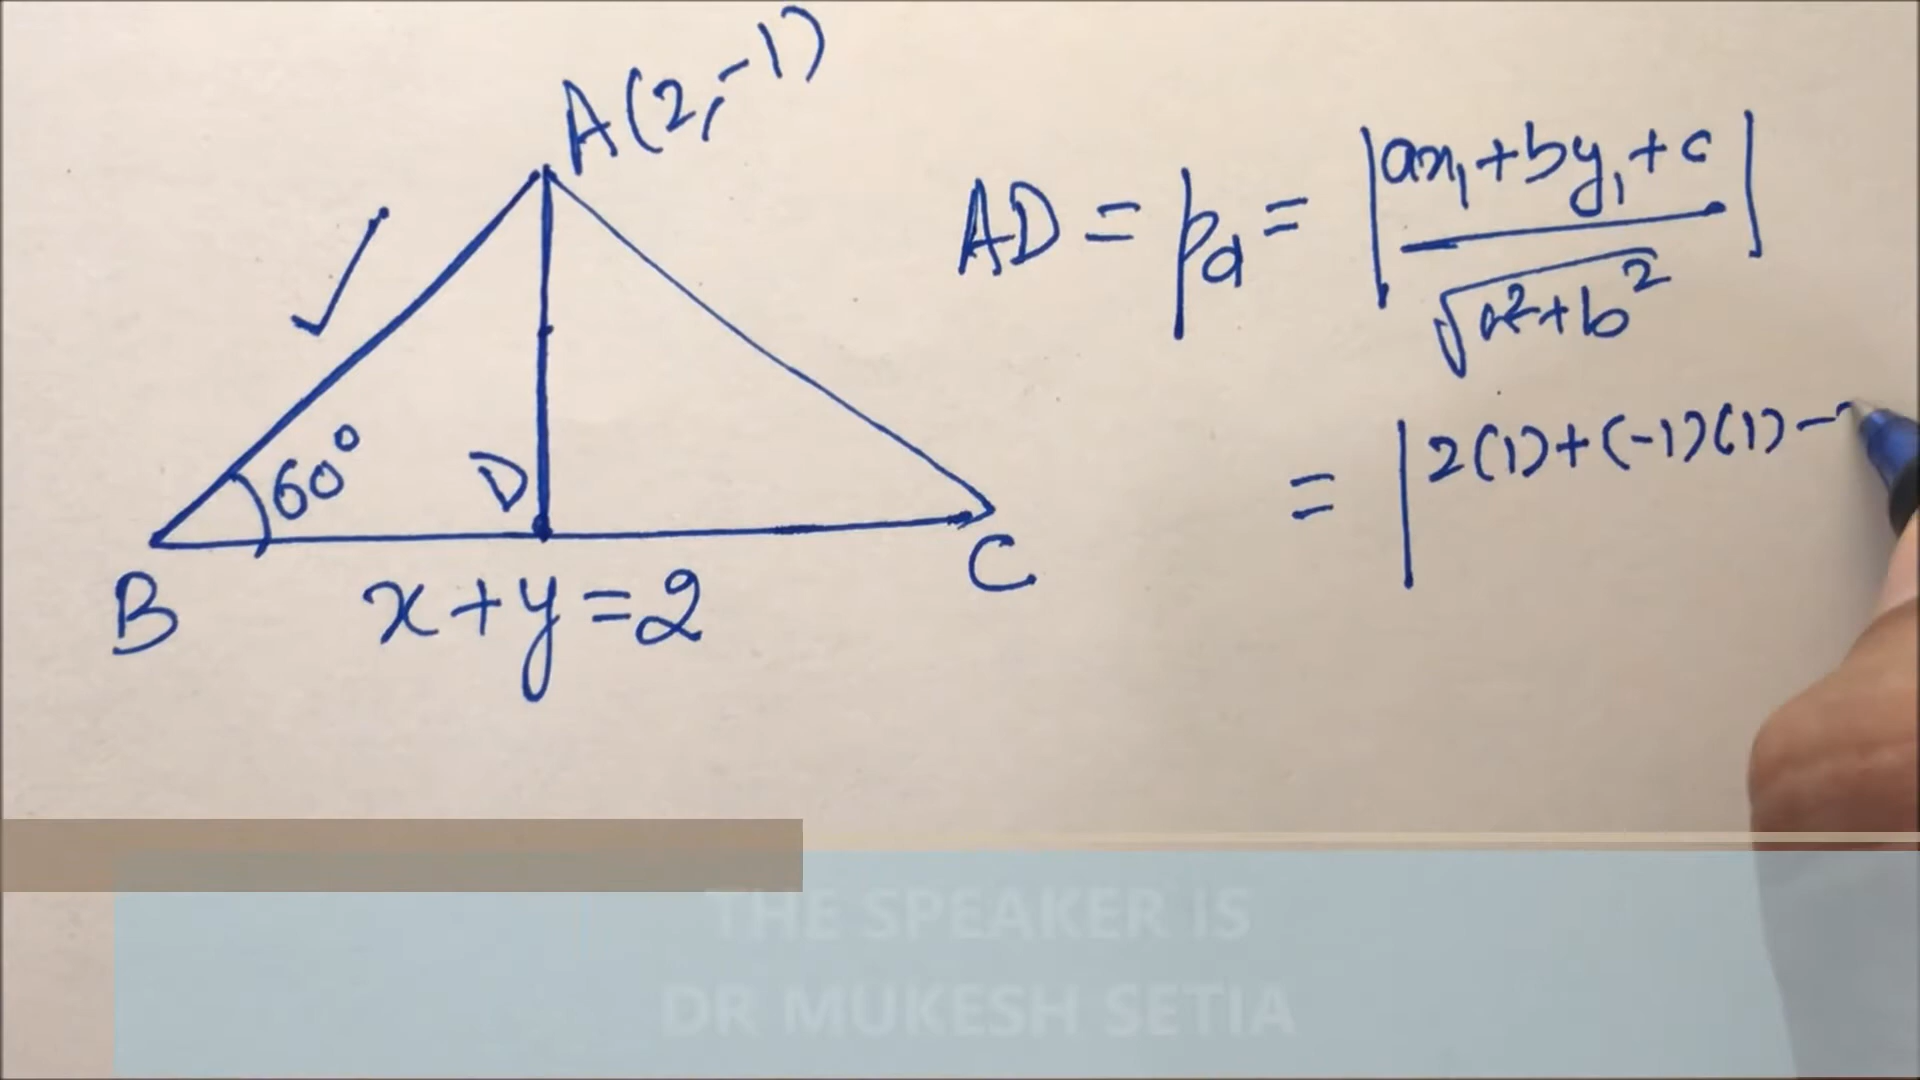 A(2,-1)
AD = pₐ = |ax₁+by₁+c / √a²+b²|
= |2(1)+(-1)(1)-
60°
D
B
C
x+y=2
THE SPEAKER IS
DR MUKESH SETIA